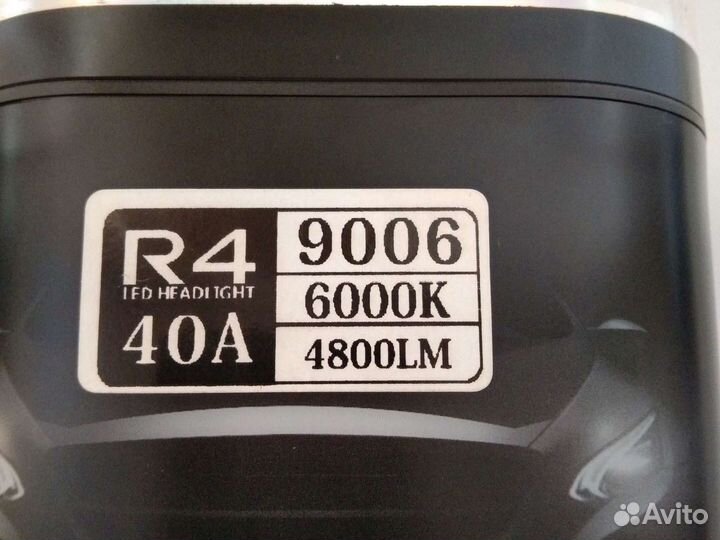 R4
LED HEADLIGHT
40A
9006
6000K
4800LM
Avito